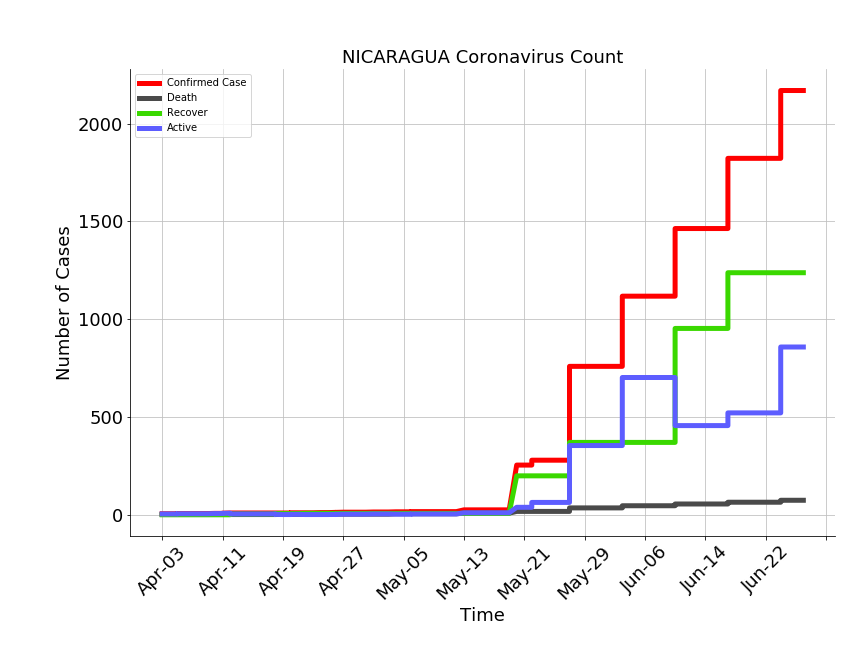 NICARAGUA Coronavirus Count
Confirmed Case
Death
Recover
Active
2000
1500
1000
500
0
Number of Cases
Apr-03
Apr-11
Apr-19
Apr-27
May-05
May-13
May-21
May-29
Jun-06
Jun-14
Jun-22
Time